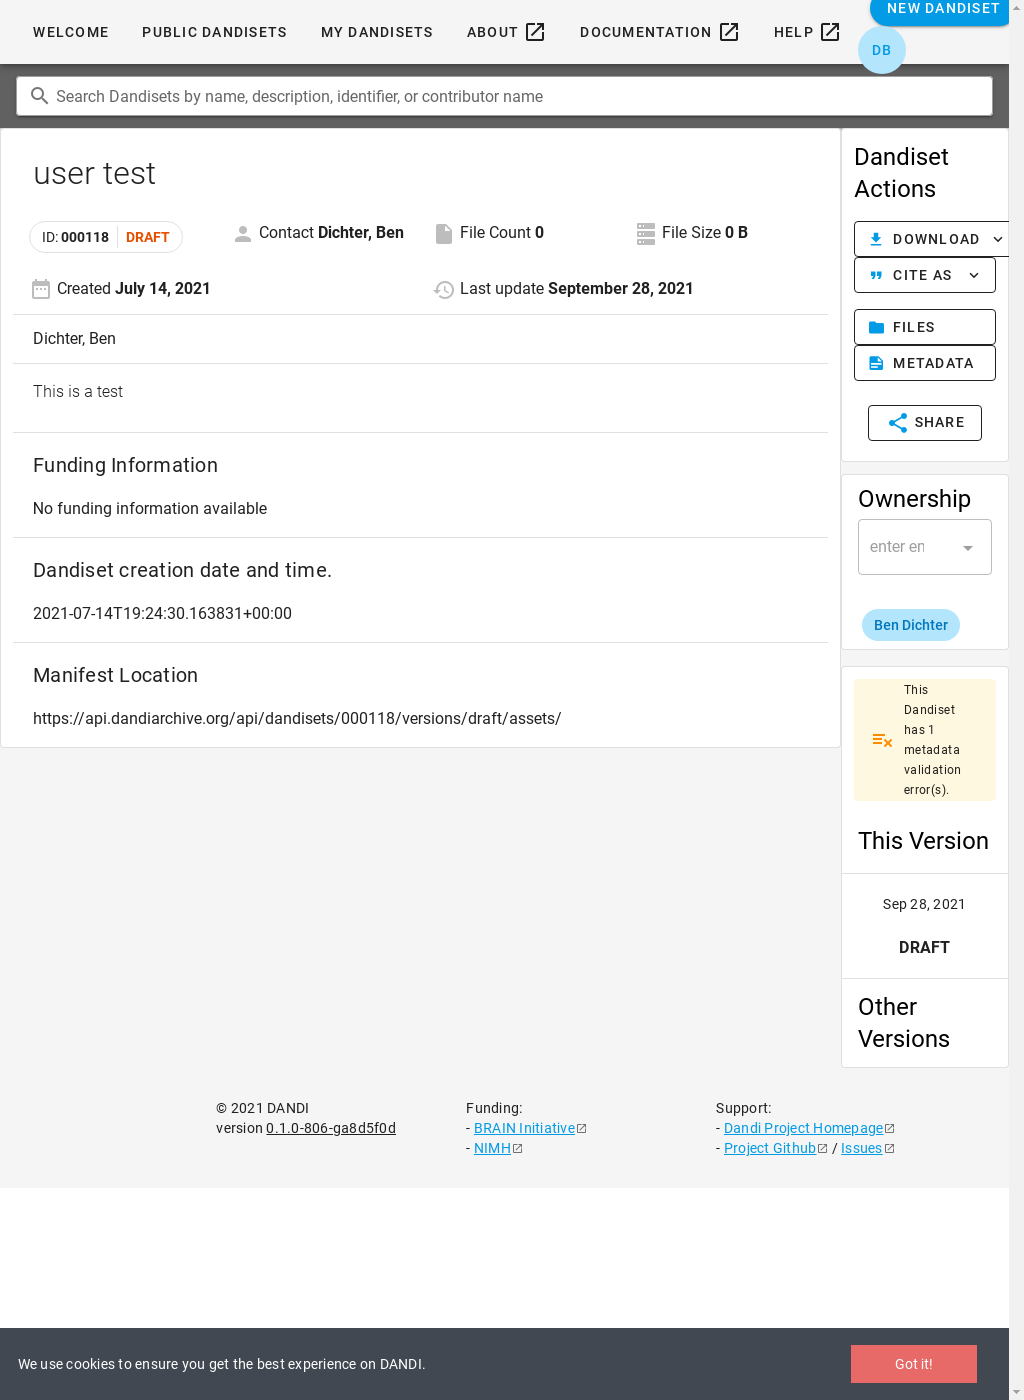 WELCOME
PUBLIC DANDISETS
MY DANDISETS
ABOUT
DOCUMENTATION
HELP
NEW DANDISET
DB
Search Dandisets by name, description, identifier, or contributor name
user test
ID: 000118 DRAFT
Contact Dichter, Ben
File Count 0
File Size 0 B
Created July 14, 2021
Last update September 28, 2021
Dichter, Ben
This is a test
Funding Information
No funding information available
Dandiset creation date and time.
2021-07-14T19:24:30.163831+00:00
Manifest Location
https://api.dandiarchive.org/api/dandisets/000118/versions/draft/assets/
Dandiset
Actions
DOWNLOAD
CITE AS
FILES
METADATA
SHARE
Ownership
enter en
Ben Dichter
This
Dandiset
has 1
metadata
validation
error(s).
This Version
Sep 28, 2021
DRAFT
Other
Versions
© 2021 DANDI
version 0.1.0-806-ga8d5f0d
Funding:
- BRAIN Initiative
- NIMH
Support:
- Dandi Project Homepage
- Project Github / Issues
We use cookies to ensure you get the best experience on DANDI.
Got it!